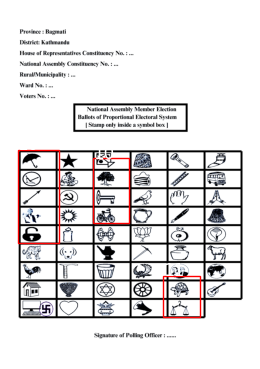 Province : Bagmati
District: Kathmandu
House of Representatives Constituency No. : ...
National Assembly Constituency No. : ...
Rural/Municipality : ...
Ward No. : ...
Voters No. : ...
National Assembly Member Election
Ballots of Proportional Electoral System
[ Stamp only inside a symbol box ]
Signature of Polling Officer : ......